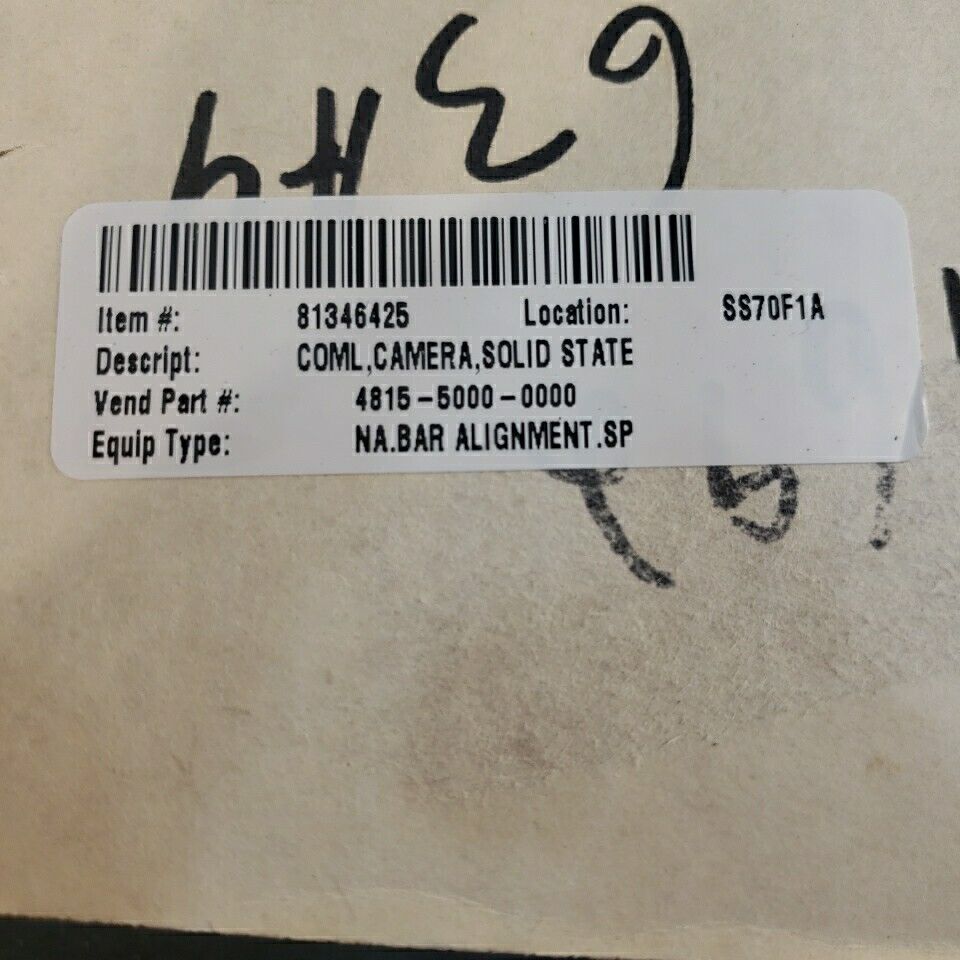 Item #: 81346425 Location: SS70F1A
Descript: COML,CAMERA,SOLID STATE
Vend Part #: 4815-5000-0000
Equip Type: NA.BAR ALIGNMENT.SP